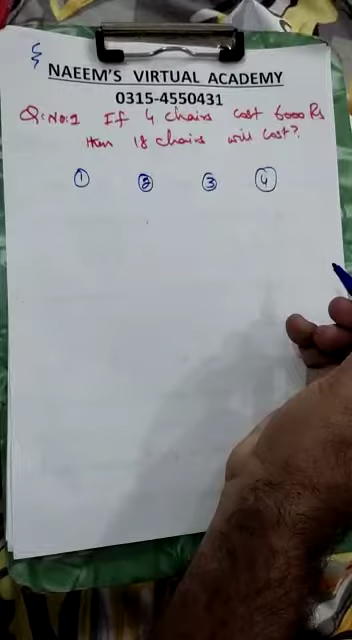 NAEEM'S VIRTUAL ACADEMY
0315-4550431
Q:No:1 If 4 chairs cost 6000 Rs
then 18 chairs will cost?
① ② ③ ④